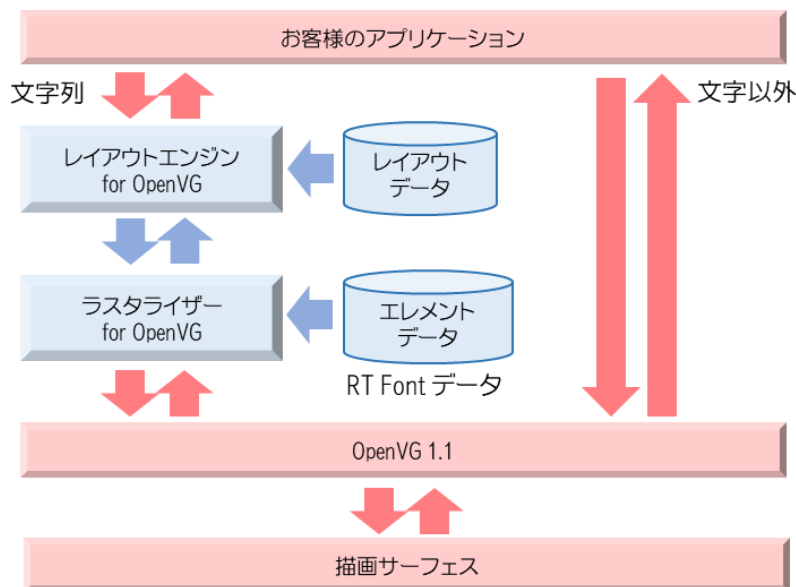 お客様のアプリケーション
文字列
文字以外
レイアウトエンジン
for OpenVG
レイアウト
データ
ラスタライザー
for OpenVG
エレメント
データ
RT Font データ
OpenVG 1.1
描画サーフェス